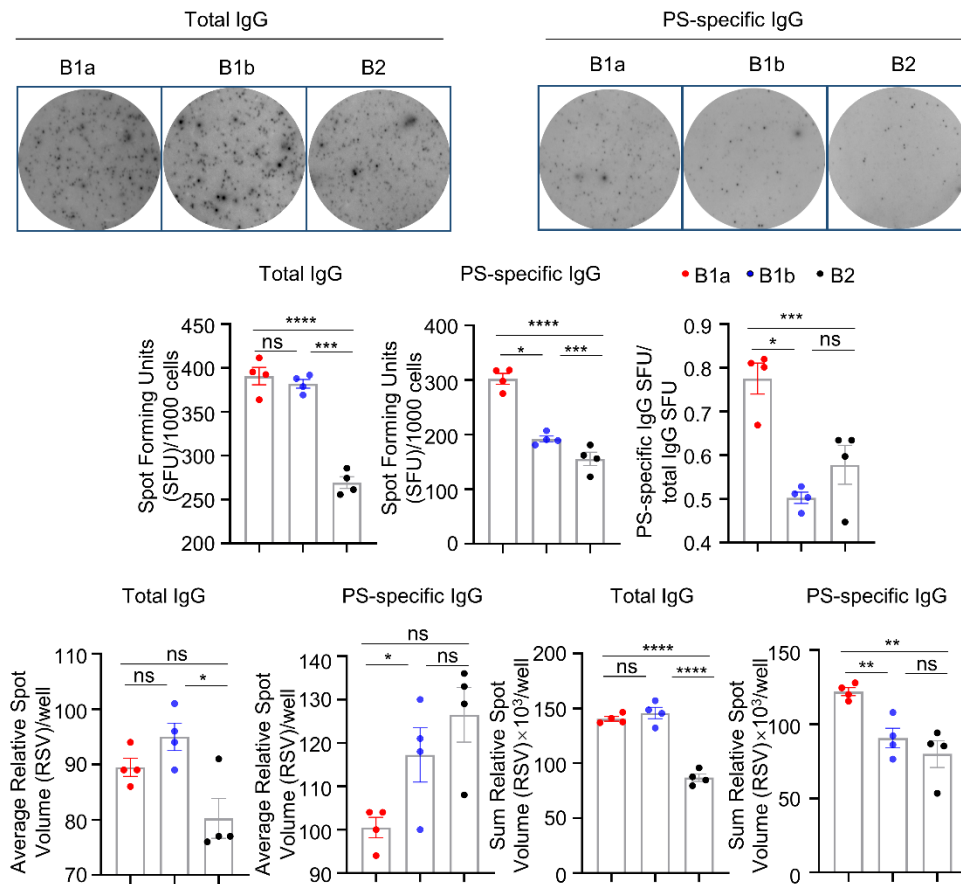 Total IgG
PS-specific IgG
B1a
B1b
B2
B1a
B1b
B2
Total IgG
PS-specific IgG
B1a
B1b
B2
Spot Forming Units
(SFU)/1000 cells
450
400
350
300
250
200
****
ns
***
Spot Forming Units
(SFU)/1000 cells
400
300
200
100
0
****
*
***
PS-specific IgG SFU/
total IgG SFU
0.9
0.8
0.7
0.6
0.5
0.4
***
*
ns
Total IgG
PS-specific IgG
Total IgG
PS-specific IgG
Average Relative Spot
Volume (RSV)/well
110
100
90
80
70
ns
ns
*
Average Relative Spot
Volume (RSV)/well
140
130
120
110
100
90
ns
*
ns
Sum Relative Spot
Volume (RSV)×10³/well
200
150
100
50
0
****
ns
****
Sum Relative Spot
Volume (RSV)×10³/well
150
100
50
0
**
**
ns